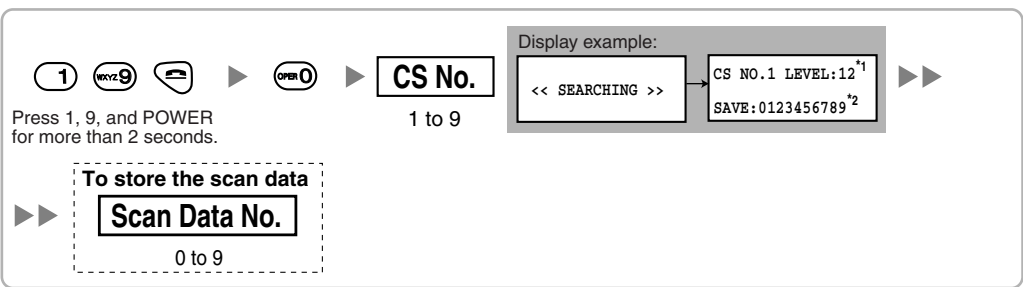 Display example:
1) WXYZ 9 OPER 0 CS No. << SEARCHING >> CS NO.1 LEVEL:12*1
SAVE:0123456789*2
1 to 9
Press 1, 9, and POWER
for more than 2 seconds.
To store the scan data
Scan Data No.
0 to 9